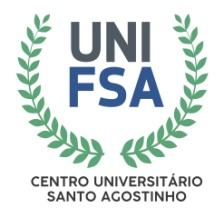 UNI
FSA
CENTRO UNIVERSITÁRIO
SANTO AGOSTINHO